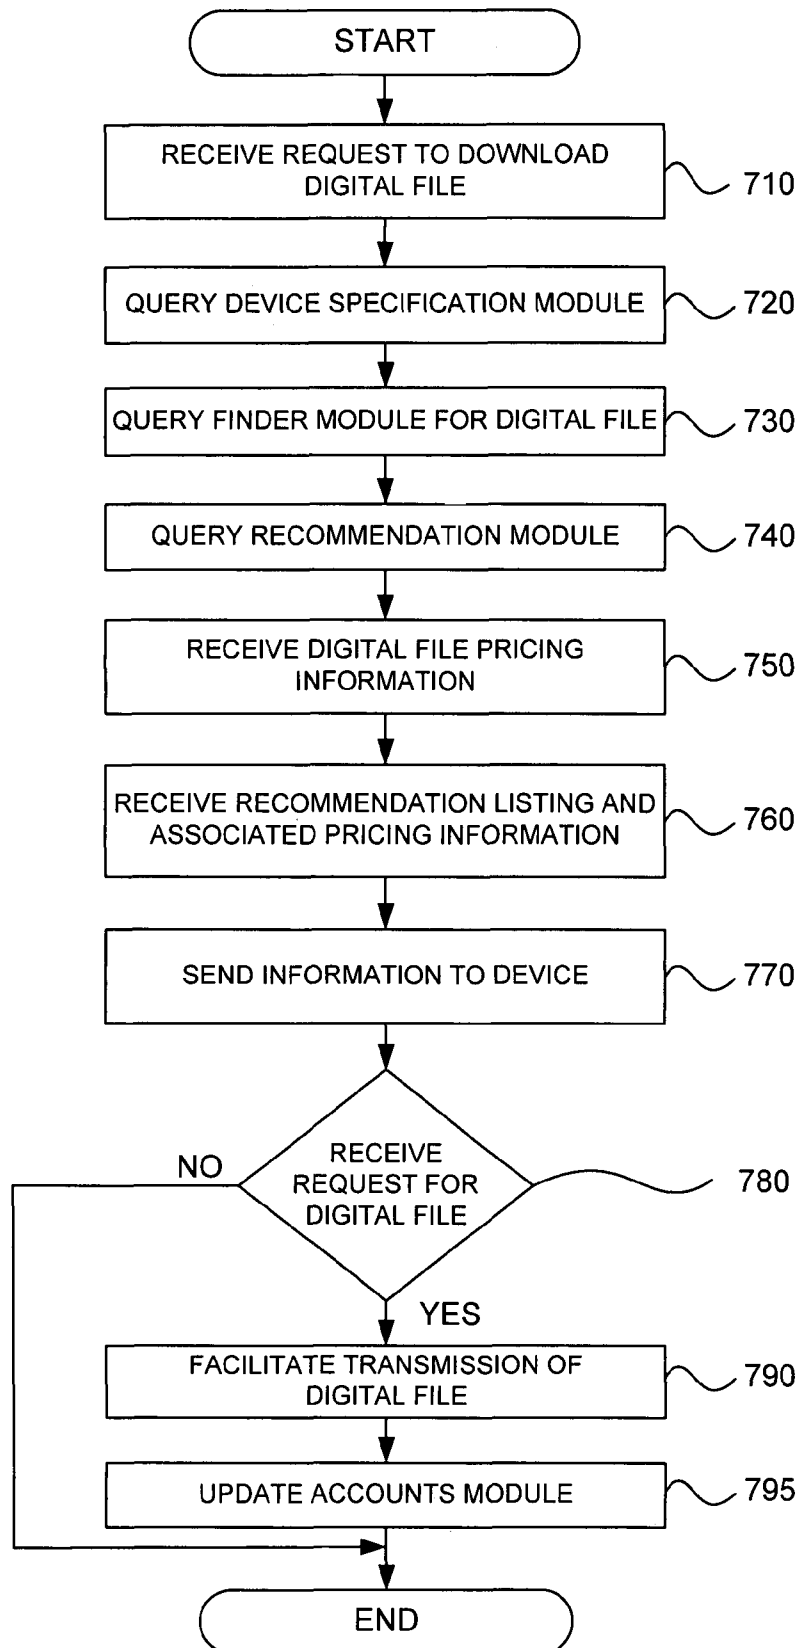 START
RECEIVE REQUEST TO DOWNLOAD
DIGITAL FILE
710
QUERY DEVICE SPECIFICATION MODULE
720
QUERY FINDER MODULE FOR DIGITAL FILE
730
QUERY RECOMMENDATION MODULE
740
RECEIVE DIGITAL FILE PRICING
INFORMATION
750
RECEIVE RECOMMENDATION LISTING AND
ASSOCIATED PRICING INFORMATION
760
SEND INFORMATION TO DEVICE
770
NO
RECEIVE
REQUEST FOR
DIGITAL FILE
780
YES
FACILITATE TRANSMISSION OF
DIGITAL FILE
790
UPDATE ACCOUNTS MODULE
795
END